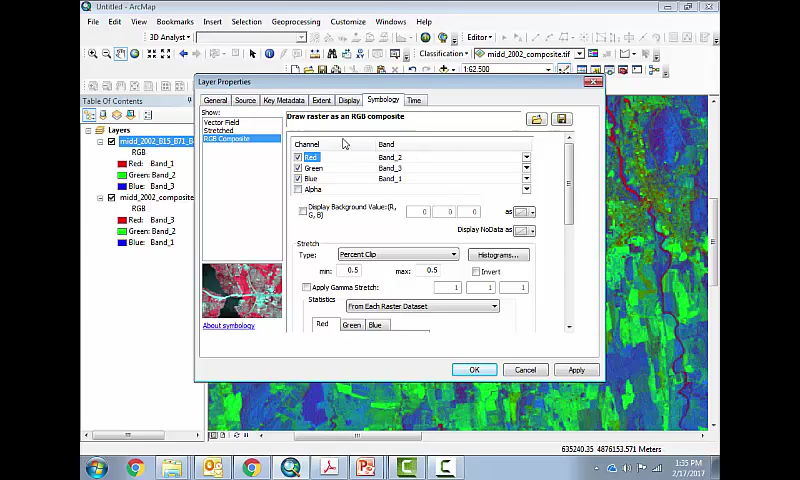 Untitled - ArcMap
File Edit View Bookmarks Insert Selection Geoprocessing Customize Windows Help
3D Analyst Editor
Classification midd_2002_composite.tif
1:62,500
Layer Properties
General Source Key Metadata Extent Display Symbology Time
Table Of Contents
Layers
midd_2002_B15_B71_B
RGB
Red: Band_1
Green: Band_2
Blue: Band_3
midd_2002_composite
RGB
Red: Band_3
Green: Band_2
Blue: Band_1
Show:
Vector Field
Stretched
RGB Composite
About symbology
Draw raster as an RGB composite
Channel Band
Red Band_2
Green Band_3
Blue Band_1
Alpha
Display Background Value:(R, G, B) 0 0 0 as
Display NoData as
Stretch
Type: Percent Clip Histograms...
min: 0.5 max: 0.5 Invert
Apply Gamma Stretch: 1 1 1
Statistics
From Each Raster Dataset
Red Green Blue
OK Cancel Apply
635240.35 4876153.571 Meters
1:35 PM
2/17/2017